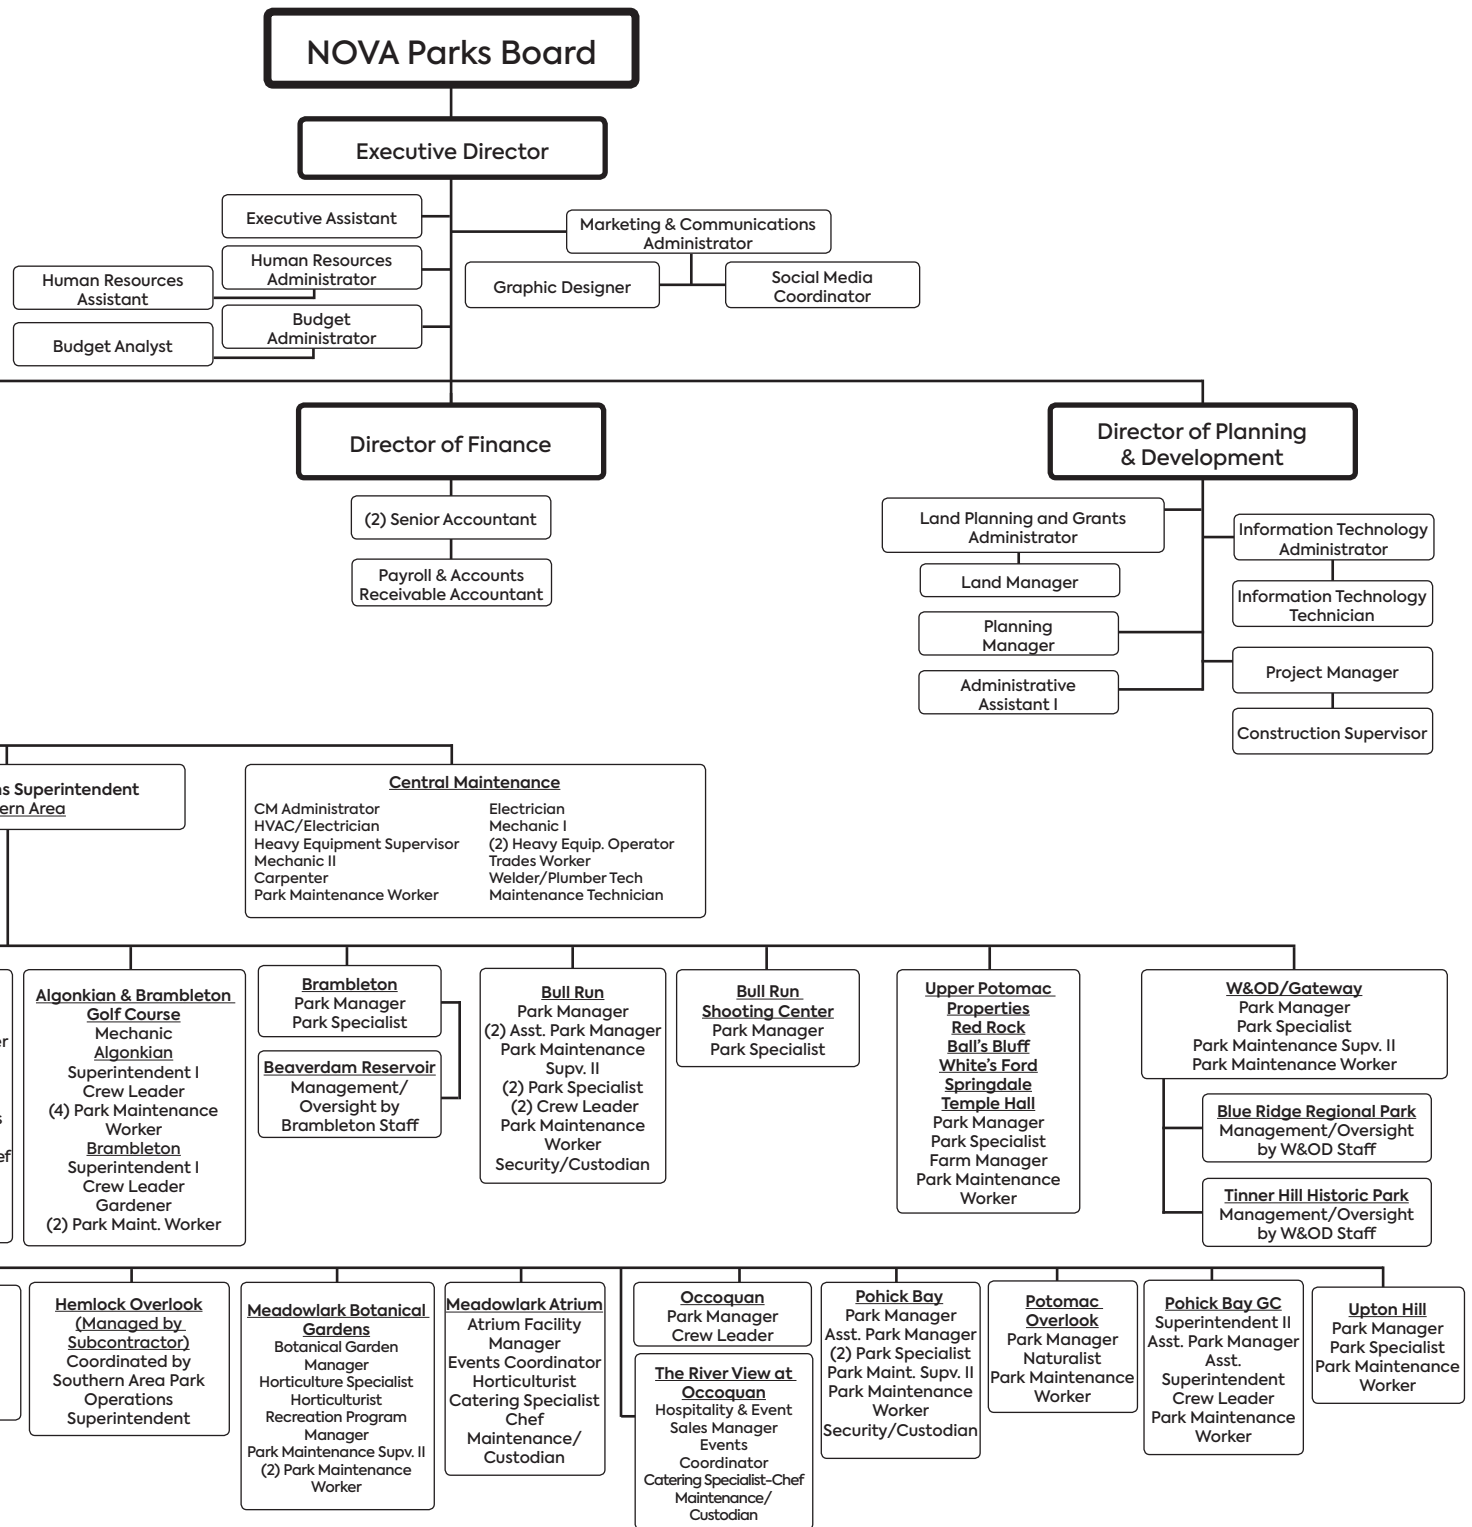 NOVA Parks Board
Executive Director
Executive Assistant
Marketing & Communications
Administrator
Human Resources
Administrator
Human Resources
Assistant
Graphic Designer
Social Media
Coordinator
Budget
Administrator
Budget Analyst
Director of Finance
(2) Senior Accountant
Payroll & Accounts
Receivable Accountant
Director of Planning
& Development
Land Planning and Grants
Administrator
Land Manager
Planning
Manager
Administrative
Assistant I
Information Technology
Administrator
Information Technology
Technician
Project Manager
Construction Supervisor
s Superintendent
ern Area
Central Maintenance
CM Administrator
HVAC/Electrician
Heavy Equipment Supervisor
Mechanic II
Carpenter
Park Maintenance Worker
Electrician
Mechanic I
(2) Heavy Equip. Operator
Trades Worker
Welder/Plumber Tech
Maintenance Technician
Algonkian & Brambleton
Golf Course
Mechanic
Algonkian
Superintendent I
Crew Leader
(4) Park Maintenance
Worker
Brambleton
Superintendent I
Crew Leader
Gardener
(2) Park Maint. Worker
Brambleton
Park Manager
Park Specialist
Beaverdam Reservoir
Management/
Oversight by
Brambleton Staff
Bull Run
Park Manager
(2) Asst. Park Manager
Park Maintenance
Supv. II
(2) Park Specialist
(2) Crew Leader
Park Maintenance
Worker
Security/Custodian
Bull Run
Shooting Center
Park Manager
Park Specialist
Upper Potomac
Properties
Red Rock
Ball's Bluff
White's Ford
Springdale
Temple Hall
Park Manager
Park Specialist
Farm Manager
Park Maintenance
Worker
W&OD/Gateway
Park Manager
Park Specialist
Park Maintenance Supv. II
Park Maintenance Worker
Blue Ridge Regional Park
Management/Oversight
by W&OD Staff
Tinner Hill Historic Park
Management/Oversight
by W&OD Staff
Hemlock Overlook
(Managed by
Subcontractor)
Coordinated by
Southern Area Park
Operations
Superintendent
Meadowlark Botanical
Gardens
Botanical Garden
Manager
Horticulture Specialist
Horticulturist
Recreation Program
Manager
Park Maintenance Supv. II
(2) Park Maintenance
Worker
Meadowlark Atrium
Atrium Facility
Manager
Events Coordinator
Horticulturist
Catering Specialist
Chef
Maintenance/
Custodian
Occoquan
Park Manager
Crew Leader
The River View at
Occoquan
Hospitality & Event
Sales Manager
Events
Coordinator
Catering Specialist-Chef
Maintenance/
Custodian
Pohick Bay
Park Manager
Asst. Park Manager
(2) Park Specialist
Park Maint. Supv. II
Park Maintenance
Worker
Security/Custodian
Potomac
Overlook
Park Manager
Naturalist
Park Maintenance
Worker
Pohick Bay GC
Superintendent II
Asst. Park Manager
Asst.
Superintendent
Crew Leader
Park Maintenance
Worker
Upton Hill
Park Manager
Park Specialist
Park Maintenance
Worker